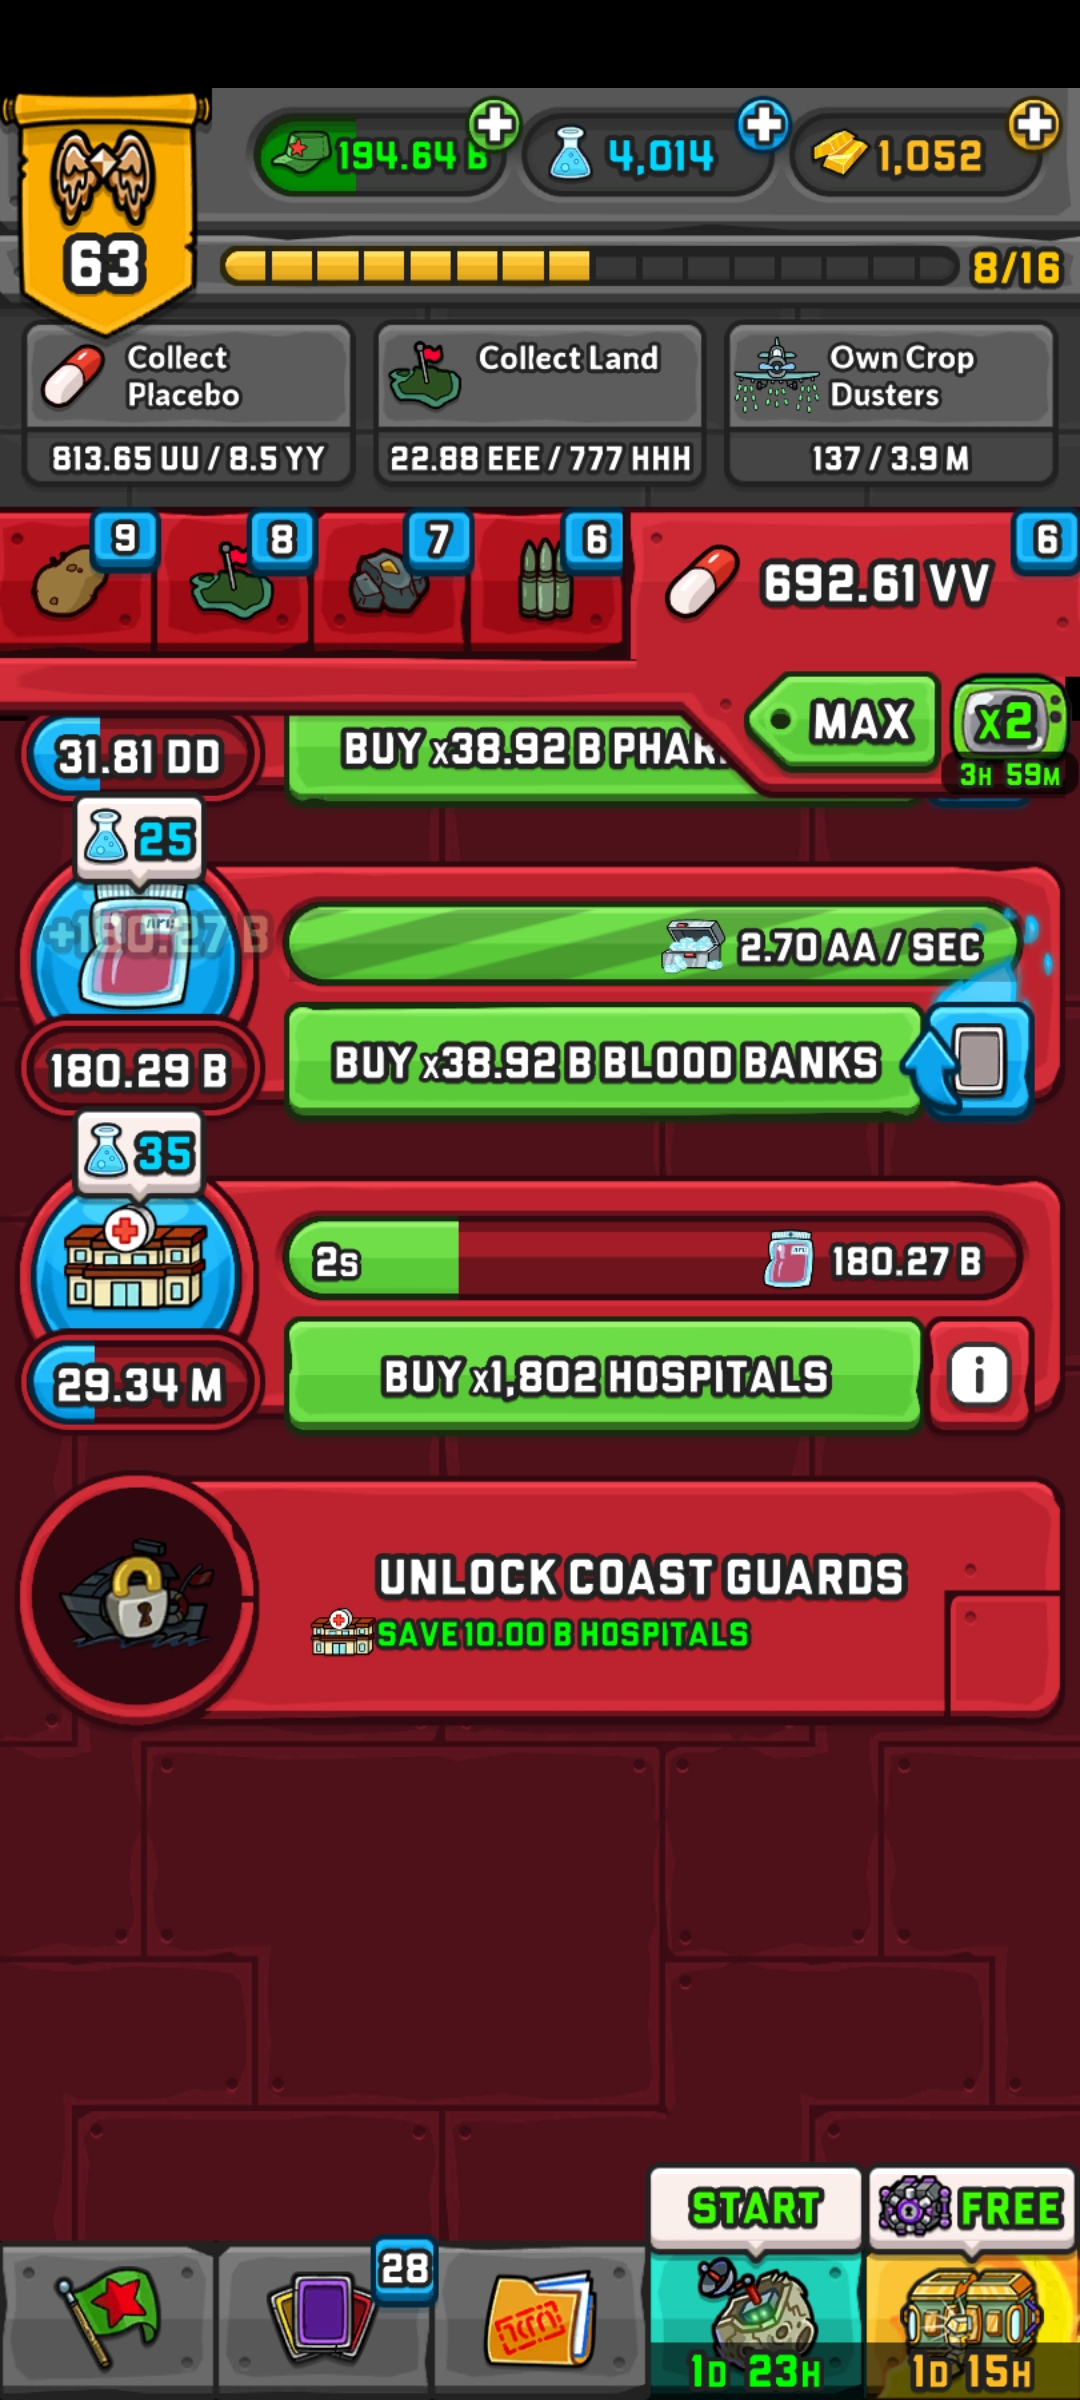 194.64 B
4,014
1,052
63
8/16
Collect
Placebo
813.65 UU / 8.5 YY
Collect Land
22.88 EEE / 777 HHH
Own Crop
Dusters
137 / 3.9 M
9
8
7
6
692.61 VV
6
MAX
x2
3H 59M
31.81 DD
BUY x38.92 B PHAR
25
+180.27 B
2.70 AA / SEC
180.29 B
BUY x38.92 B BLOOD BANKS
35
2s
180.27 B
29.34 M
BUY x1,802 HOSPITALS
i
UNLOCK COAST GUARDS
SAVE 10.00 B HOSPITALS
START
FREE
28
1D 23H
1D 15H